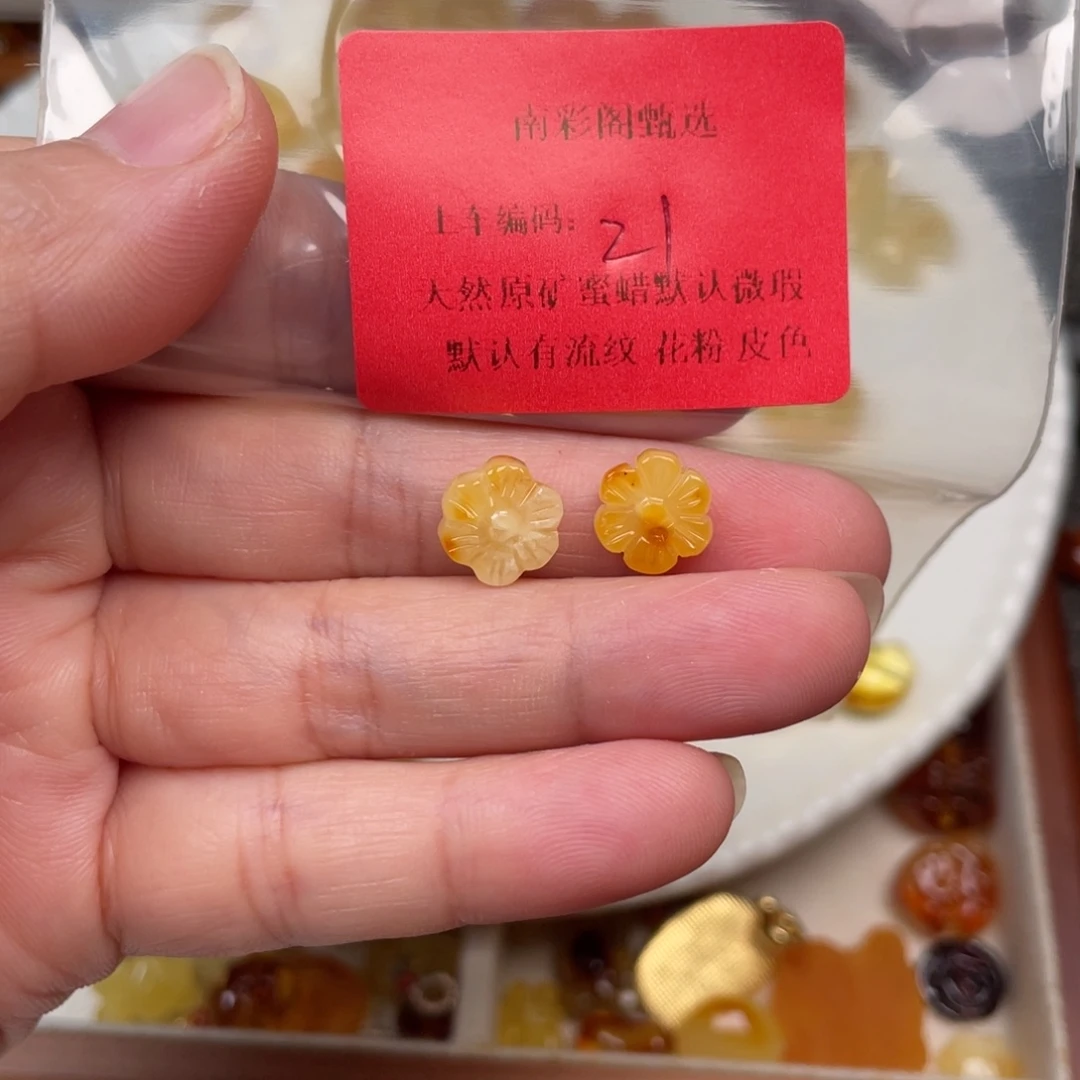 南彩阁甄选
上车编码: 21
天然原矿 蜜蜡默认微瑕
默认有流纹 花粉 皮色